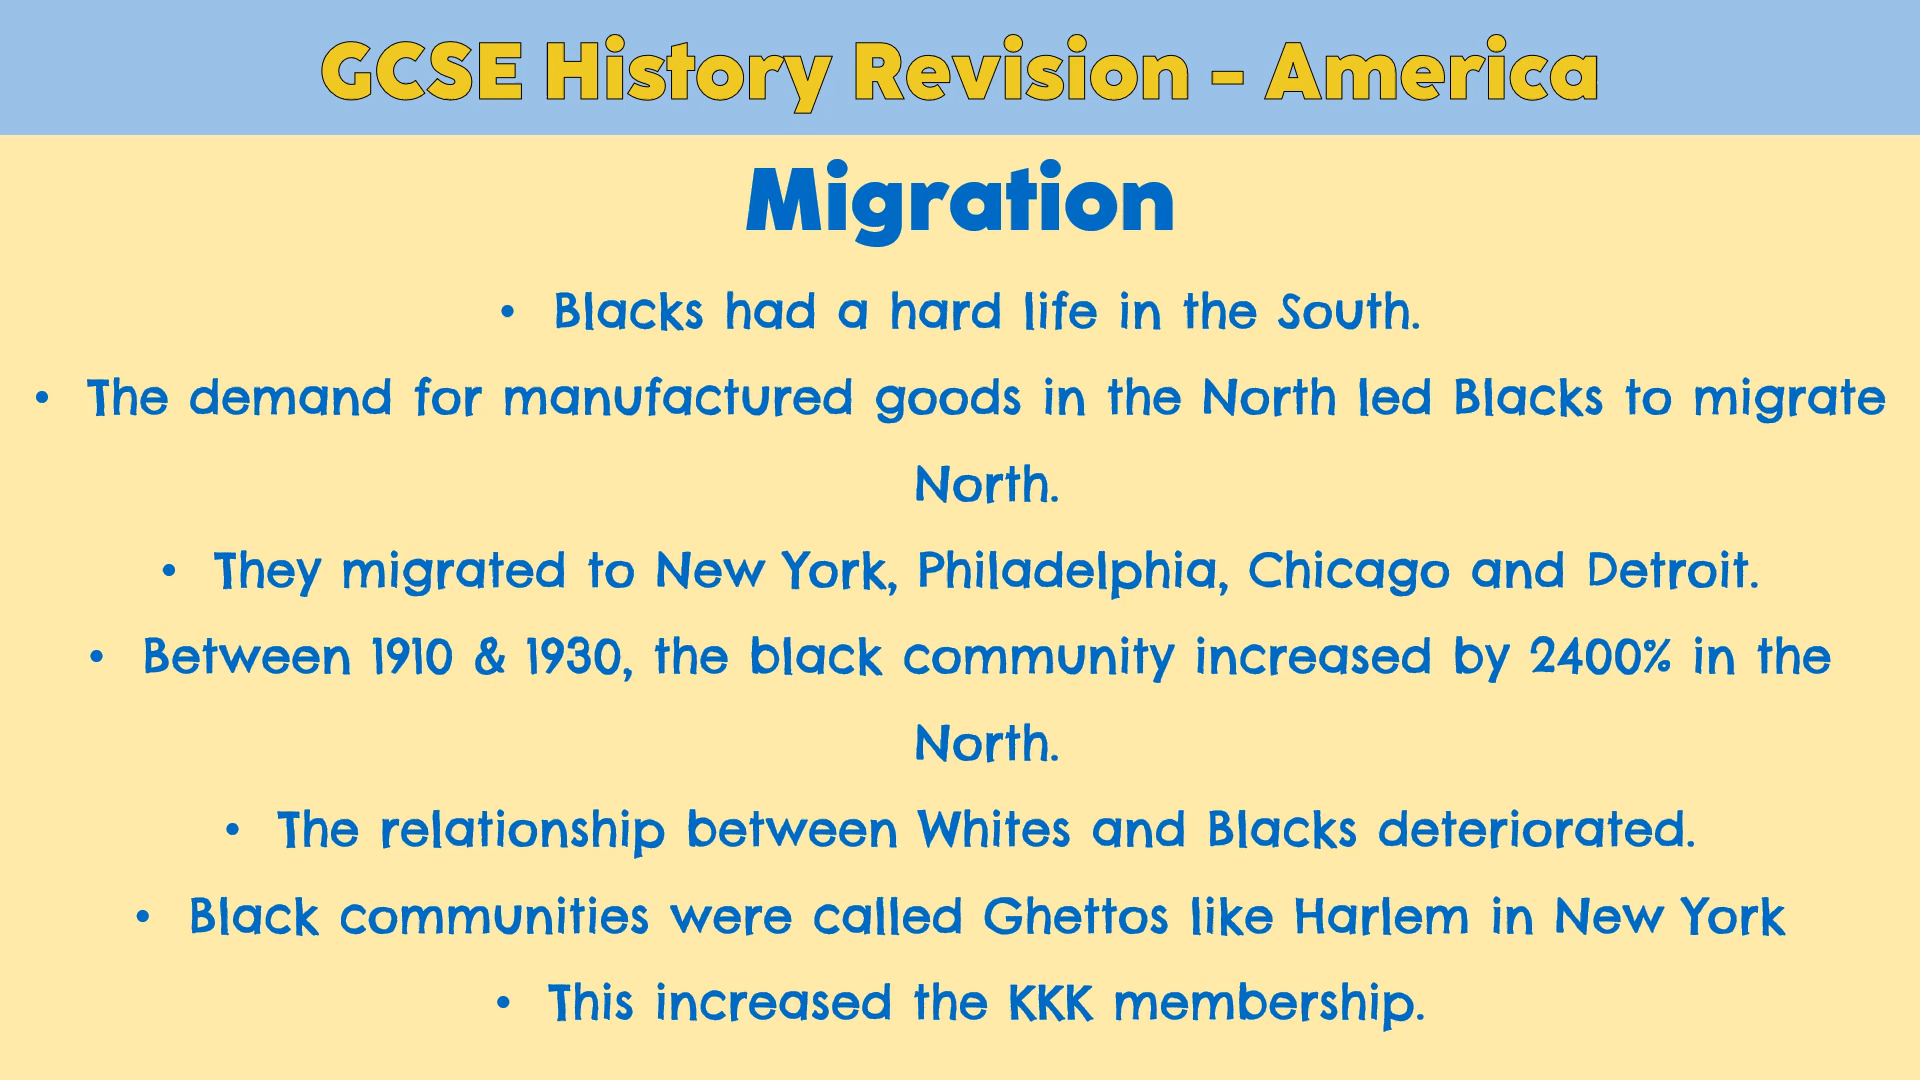 GCSE History Revision - America
Migration
• Blacks had a hard life in the South.
• The demand for manufactured goods in the North led Blacks to migrate
North.
• They migrated to New York, Philadelphia, Chicago and Detroit.
• Between 1910 & 1930, the black community increased by 2400% in the
North.
• The relationship between Whites and Blacks deteriorated.
• Black communities were called Ghettos like Harlem in New York
• This increased the KKK membership.